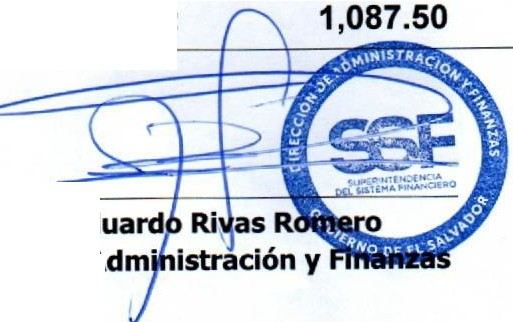 1,087.50
DIRECCIÓN DE ADMINISTRACIÓN Y FINANZAS
SSF
SUPERINTENDENCIA
DEL SISTEMA FINANCIERO
GOBIERNO DE EL SALVADOR
uardo Rivas Romero
dministración y Finanzas